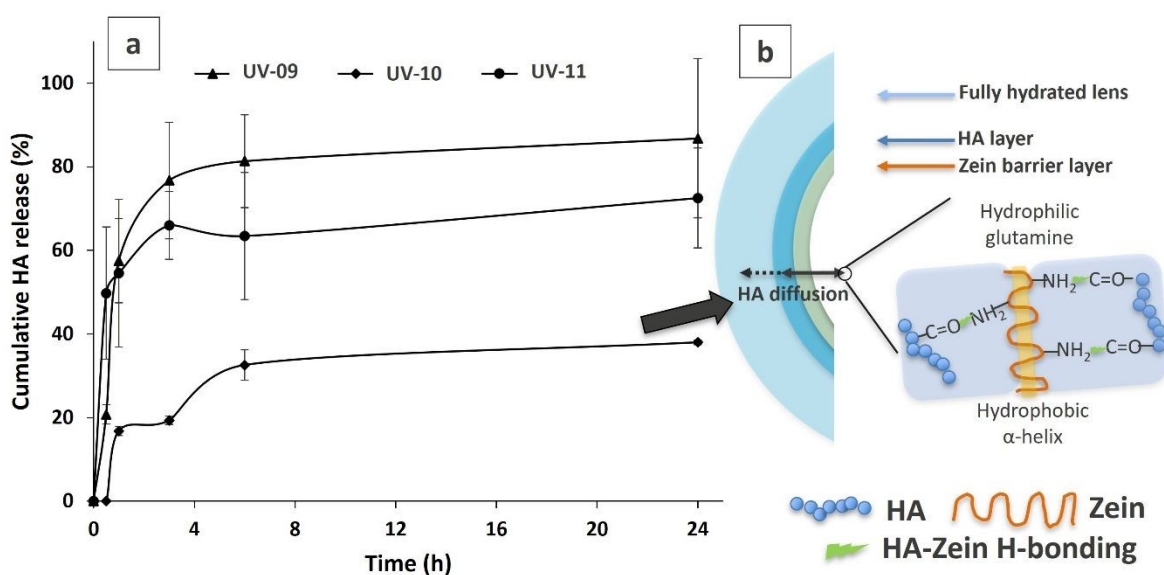 a
UV-09
UV-10
UV-11
100
80
60
40
20
0
Cumulative HA release (%)
0
4
8
12
16
20
24
Time (h)
b
Fully hydrated lens
HA layer
Zein barrier layer
HA diffusion
Hydrophilic
glutamine
NH₂ C=O
C=O NH₂
NH₂ C=O
Hydrophobic
α-helix
HA
Zein
HA-Zein H-bonding